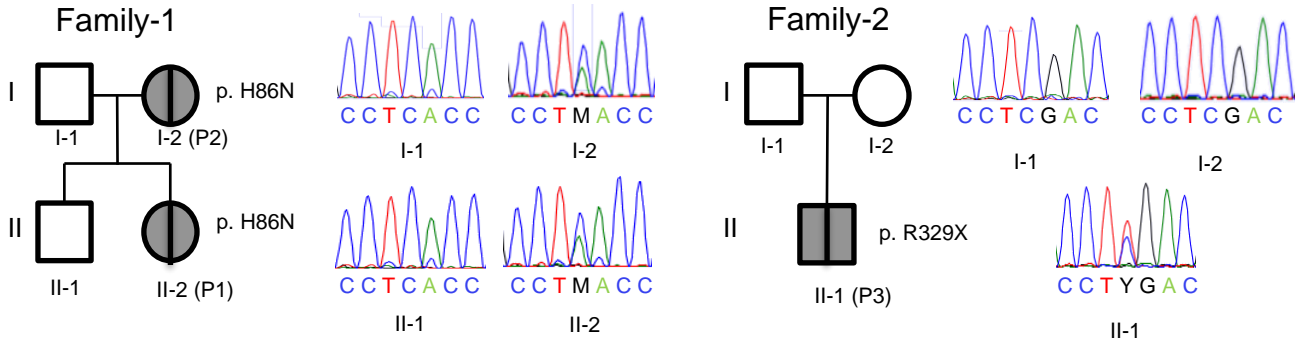 Family-1
I
I-1
I-2 (P2)
p. H86N
II
II-1
II-2 (P1)
p. H86N
CCTCACC
I-1
CCTMACC
I-2
CCTCACC
II-1
CCTMACC
II-2
Family-2
I
I-1
I-2
II
p. R329X
II-1 (P3)
CCTCGAC
I-1
CCTCGAC
I-2
CCTYGAC
II-1